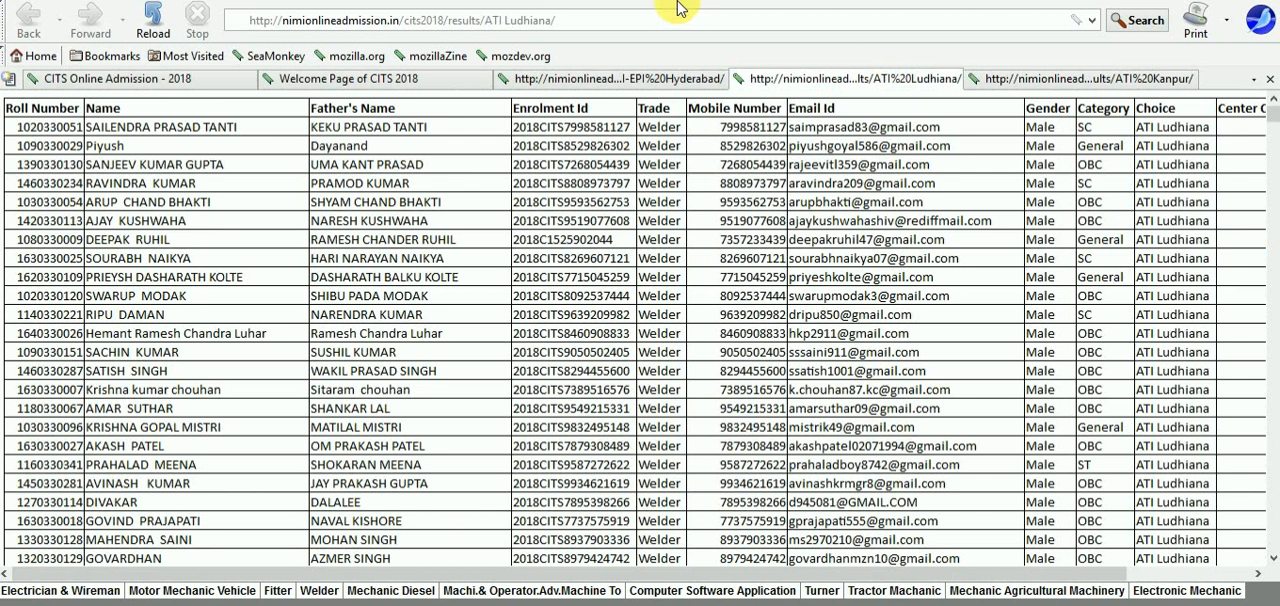 http://nimionlineadmission.in/cits2018/results/ATI Ludhiana/
Search
Back Forward Reload Stop Print
Home Bookmarks Most Visited SeaMonkey mozilla.org mozillaZine mozdev.org
CITS Online Admission - 2018 Welcome Page of CITS 2018 http://nimionlinead...I-EPI%20Hyderabad/ http://nimionlinead...lts/ATI%20Ludhiana/ http://nimionlinead...ults/ATI%20Kanpur/
Roll Number Name Father's Name Enrolment Id Trade Mobile Number Email Id Gender Category Choice Center C
1020330051 SAILENDRA PRASAD TANTI KEKU PRASAD TANTI 2018CITS7998581127 Welder 7998581127 saimprasad83@gmail.com Male SC ATI Ludhiana
1090330029 Piyush Dayanand 2018CITS8529826302 Welder 8529826302 piyushgoyal586@gmail.com Male General ATI Ludhiana
1390330130 SANJEEV KUMAR GUPTA UMA KANT PRASAD 2018CITS7268054439 Welder 7268054439 rajeevitl359@gmail.com Male OBC ATI Ludhiana
1460330234 RAVINDRA KUMAR PRAMOD KUMAR 2018CITS8808973797 Welder 8808973797 aravindra209@gmail.com Male SC ATI Ludhiana
1030330054 ARUP CHAND BHAKTI SHYAM CHAND BHAKTI 2018CITS9593562753 Welder 9593562753 arupbhakti@gmail.com Male OBC ATI Ludhiana
1420330113 AJAY KUSHWAHA NARESH KUSHWAHA 2018CITS9519077608 Welder 9519077608 ajaykushwahashiv@rediffmail.com Male OBC ATI Ludhiana
1080330009 DEEPAK RUHIL RAMESH CHANDER RUHIL 2018C1525902044 Welder 7357233439 deepakruhil47@gmail.com Male General ATI Ludhiana
1630330025 SOURABH NAIKYA HARI NARAYAN NAIKYA 2018CITS8269607121 Welder 8269607121 sourabhnaikya07@gmail.com Male SC ATI Ludhiana
1620330109 PRIEYSH DASHARATH KOLTE DASHARATH BALKU KOLTE 2018CITS7715045259 Welder 7715045259 priyeshkolte@gmail.com Male General ATI Ludhiana
1020330120 SWARUP MODAK SHIBU PADA MODAK 2018CITS8092537444 Welder 8092537444 swarupmodak3@gmail.com Male OBC ATI Ludhiana
1140330221 RIPU DAMAN NARENDRA KUMAR 2018CITS9639209982 Welder 9639209982 dripu850@gmail.com Male SC ATI Ludhiana
1640330026 Hemant Ramesh Chandra Luhar Ramesh Chandra Luhar 2018CITS8460908833 Welder 8460908833 hkp2911@gmail.com Male OBC ATI Ludhiana
1090330151 SACHIN KUMAR SUSHIL KUMAR 2018CITS9050502405 Welder 9050502405 sssaini911@gmail.com Male OBC ATI Ludhiana
1460330287 SATISH SINGH WAKIL PRASAD SINGH 2018CITS8294455600 Welder 8294455600 ssatish1001@gmail.com Male OBC ATI Ludhiana
1630330007 Krishna kumar chouhan Sitaram chouhan 2018CITS7389516576 Welder 7389516576 k.chouhan87.kc@gmail.com Male OBC ATI Ludhiana
1180330067 AMAR SUTHAR SHANKAR LAL 2018CITS9549215331 Welder 9549215331 amarsuthar09@gmail.com Male OBC ATI Ludhiana
1030330096 KRISHNA GOPAL MISTRI MATILAL MISTRI 2018CITS9832495148 Welder 9832495148 mistrik49@gmail.com Male General ATI Ludhiana
1630330027 AKASH PATEL OM PRAKASH PATEL 2018CITS7879308489 Welder 7879308489 akashpatel02071994@gmail.com Male OBC ATI Ludhiana
1160330341 PRAHALAD MEENA SHOKARAN MEENA 2018CITS9587272622 Welder 9587272622 prahaladboy8742@gmail.com Male ST ATI Ludhiana
1450330281 AVINASH KUMAR JAY PRAKASH GUPTA 2018CITS9934621619 Welder 9934621619 avinashkrmgr8@gmail.com Male OBC ATI Ludhiana
1270330114 DIVAKAR DALALEE 2018CITS7895398266 Welder 7895398266 d945081@GMAIL.COM Male OBC ATI Ludhiana
1630330018 GOVIND PRAJAPATI NAVAL KISHORE 2018CITS7737575919 Welder 7737575919 gprajapati555@gmail.com Male OBC ATI Ludhiana
1330330128 MAHENDRA SAINI MOHAN SINGH 2018CITS8937903336 Welder 8937903336 ms2970210@gmail.com Male OBC ATI Ludhiana
1320330129 GOVARDHAN AZMER SINGH 2018CITS8979424742 Welder 8979424742 govardhanmzn10@gmail.com Male OBC ATI Ludhiana
Electrician & Wireman Motor Mechanic Vehicle Fitter Welder Mechanic Diesel Machi.& Operator.Adv.Machine To Computer Software Application Turner Tractor Machanic Mechanic Agricultural Machinery Electronic Mechanic